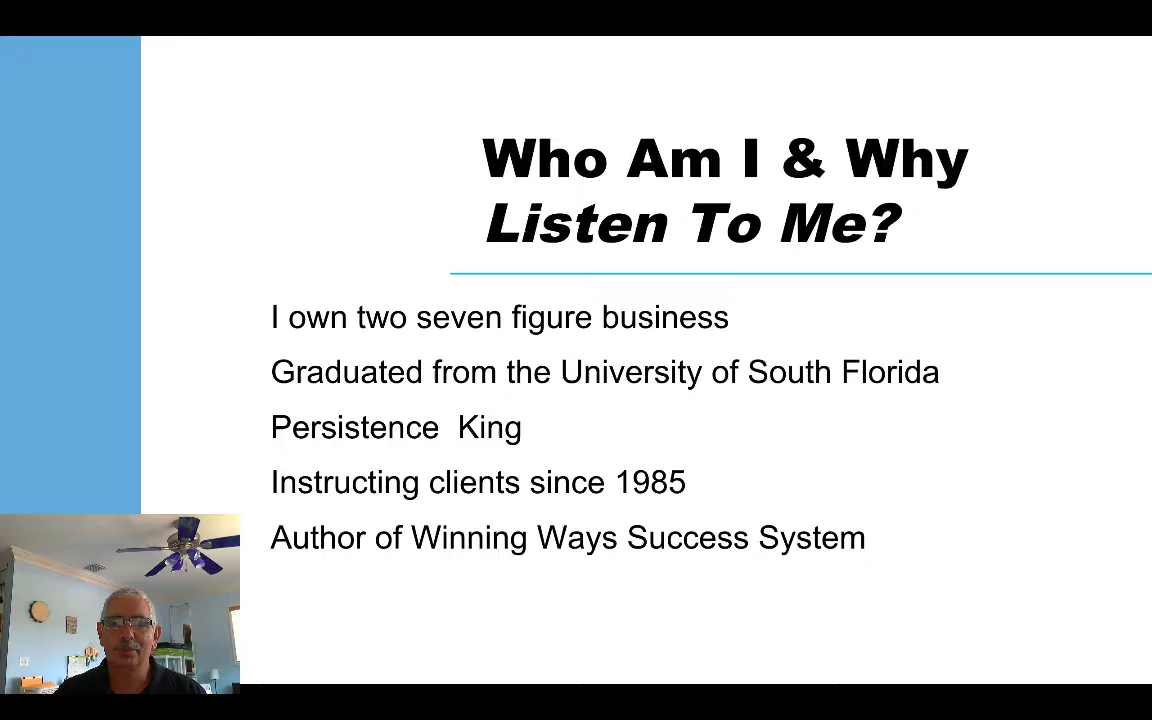 Who Am I & Why
Listen To Me?
I own two seven figure business
Graduated from the University of South Florida
Persistence  King
Instructing clients since 1985
Author of Winning Ways Success System